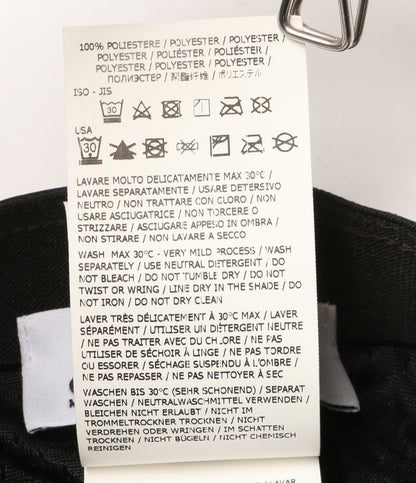 100% POLIESTERE / POLYESTER / POLYESTER /
POLYESTER / POLIÉSTER / POLYESTER /
POLYESTER / POLYESTER / POLYESTER /
ПОЛИЭСТЕР / 聚酯纤维 / ポリエステル
ISO - JIS
30
USA
30
LAVARE MOLTO DELICATAMENTE MAX 30°C /
LAVARE SEPARATAMENTE / USARE DETERSIVO
NEUTRO / NON TRATTARE CON CLORO / NON
USARE ASCIUGATRICE / NON TORCERE O
STRIZZARE / ASCIUGARE APPESO IN OMBRA /
NON STIRARE / NON LAVARE A SECCO
WASH MAX 30°C - VERY MILD PROCESS / WASH
SEPARATELY / USE NEUTRAL DETERGENT / DO
NOT BLEACH / DO NOT TUMBLE DRY / DO NOT
TWIST OR WRING / LINE DRY IN THE SHADE / DO
NOT IRON / DO NOT DRY CLEAN
LAVER TRÈS DÉLICATEMENT À 30°C MAX / LAVER
SÉPARÉMENT / UTILISER UN DÉTERGENT NEUTRE
/ NE PAS TRAITER AVEC DU CHLORE / NE PAS
UTILISER DE SÉCHOIR À LINGE / NE PAS TORDRE
OU ESSORER / SÉCHAGE SUSPENDU À L'OMBRE /
NE PAS REPASSER / NE PAS NETTOYER À SEC
WASCHEN BIS 30°C (SEHR SCHONEND) / SEPARAT
WASCHEN / NEUTRALWASCHMITTEL VERWENDEN /
BLEICHEN NICHT ERLAUBT / NICHT IM
TROMMELTROCKNER TROCKNEN / NICHT
VERDREHEN ODER WRINGEN / IM SCHATTEN
TROCKNEN / NICHT BÜGELN / NICHT CHEMISCH
REINIGEN